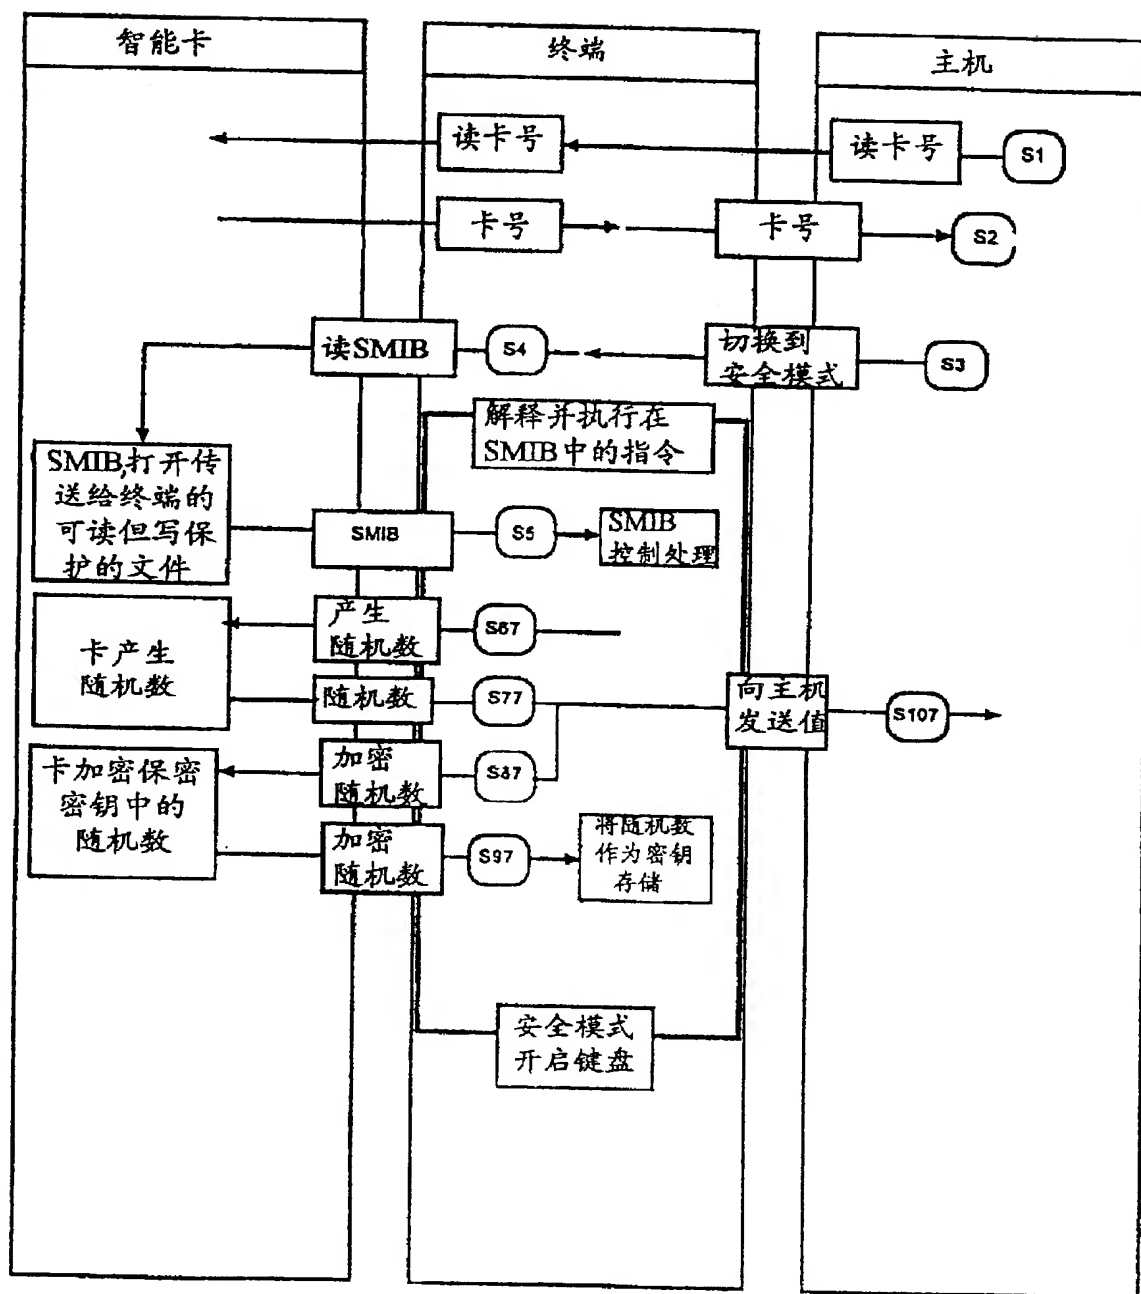 智能卡
终端
主机
读卡号
读卡号
S1
卡号
卡号
S2
读SMIB
S4
切换到
安全模式
S3
解释并执行在
SMIB中的指令
SMIB,打开传
送给终端的
可读但写保
护的文件
SMIB
S5
SMIB
控制处理
产生
随机数
S67
卡产生
随机数
随机数
S77
向主机
发送值
S107
卡加密保密
密钥中的
随机数
加密
随机数
S87
加密
随机数
S97
将随机数
作为密钥
存储
安全模式
开启键盘